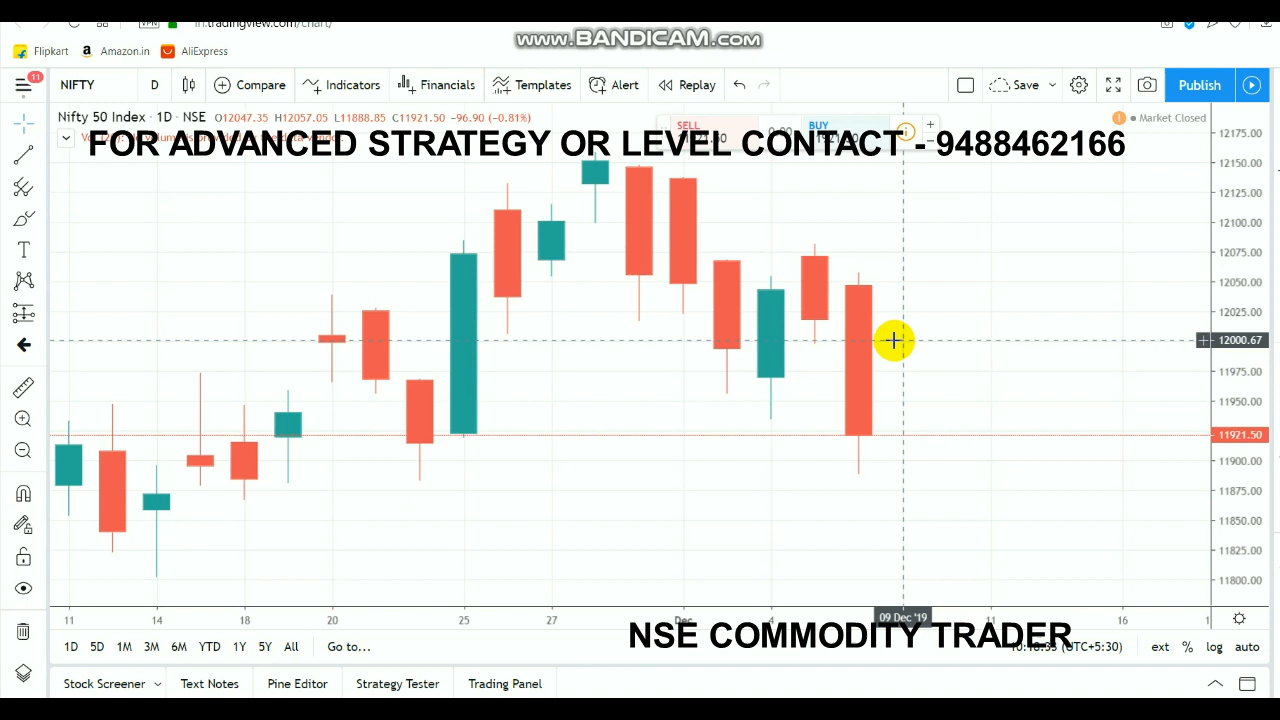 in.tradingview.com/chart/
Flipkart Amazon.in AliExpress
www.BANDICAM.com
11
NIFTY D Compare Indicators Financials Templates Alert Replay Save Publish
Nifty 50 Index · 1D · NSE O12047.35 H12057.05 L11888.85 C11921.50 -96.90 (-0.81%)
SELL BUY
Market Closed
FOR ADVANCED STRATEGY OR LEVEL CONTACT - 9488462166
12175.00
12150.00
12125.00
12100.00
12075.00
12050.00
12025.00
12000.67
11975.00
11950.00
11921.50
11900.00
11875.00
11850.00
11825.00
11800.00
11 14 18 20 25 27 Dec 4 09 Dec '19 11 16
NSE COMMODITY TRADER
1D 5D 1M 3M 6M YTD 1Y 5Y All Go to... (UTC+5:30) ext % log auto
Stock Screener Text Notes Pine Editor Strategy Tester Trading Panel